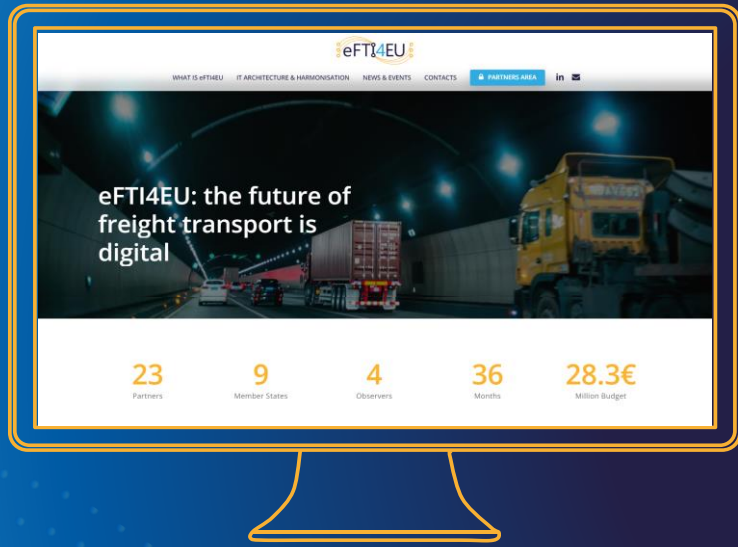 eFTI4EU
WHAT IS eFTI4EU IT ARCHITECTURE & HARMONISATION NEWS & EVENTS CONTACTS PARTNERS AREA in
eFTI4EU: the future of
freight transport is
digital
23 9 4 36 28.3€
Partners Member States Observers Months Million Budget